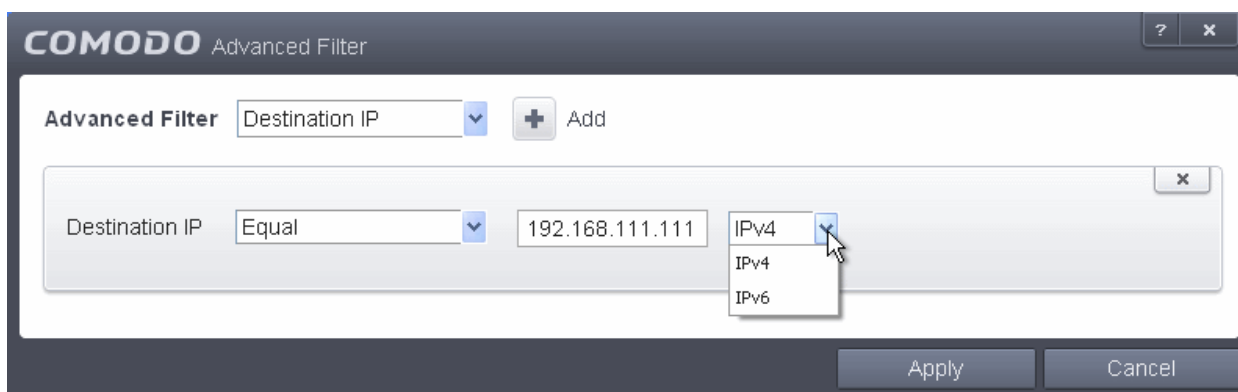 COMODO Advanced Filter ? x
Advanced Filter Destination IP + Add
x
Destination IP Equal 192.168.111.111 IPv4
IPv4
IPv6
Apply Cancel